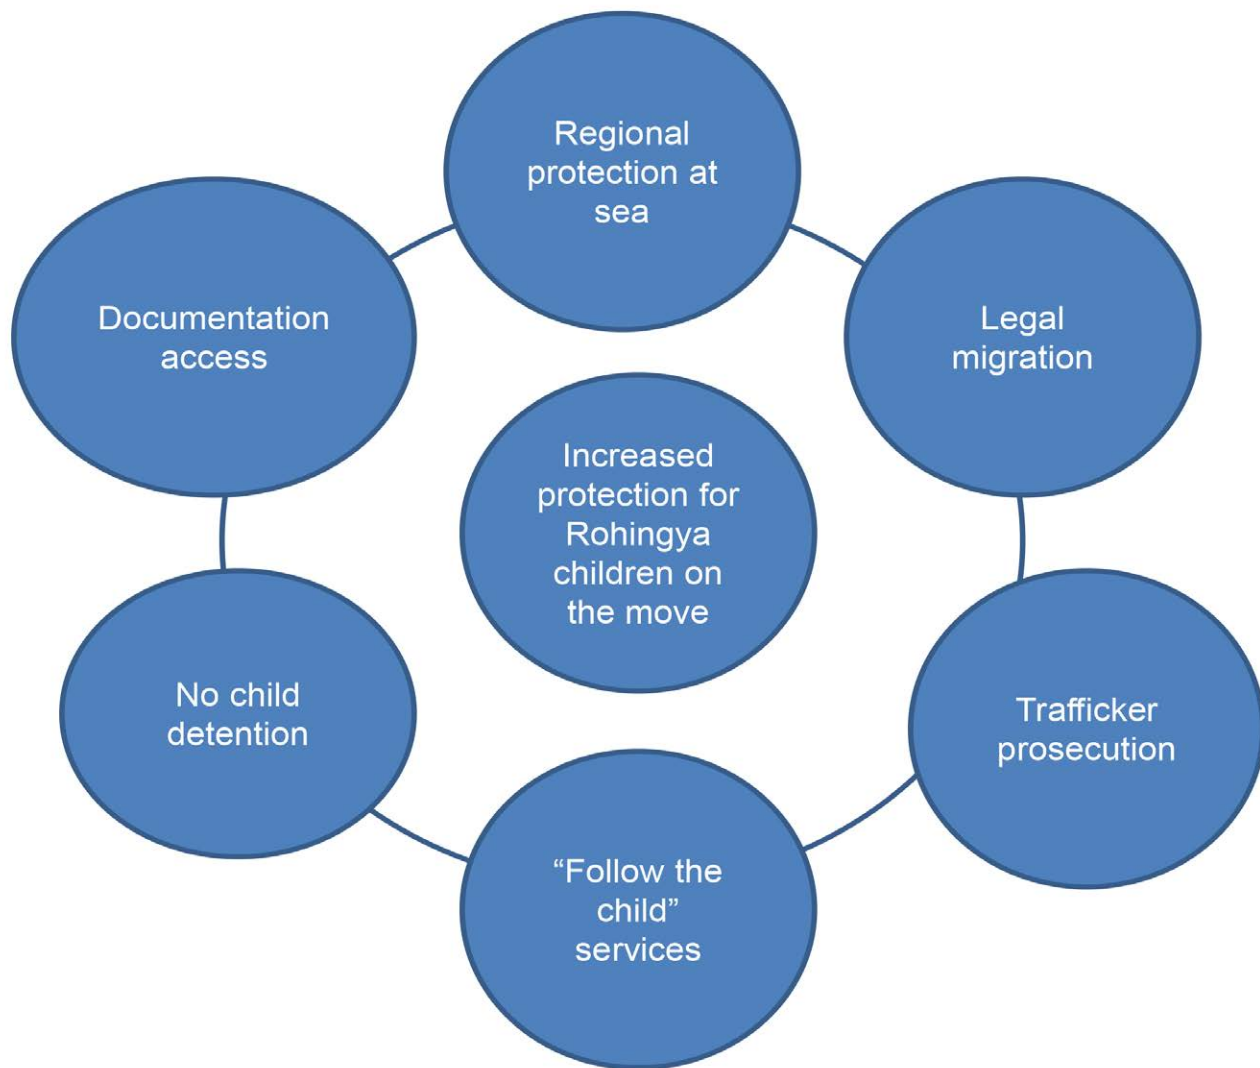 Regional
protection at
sea
Legal
migration
Trafficker
prosecution
“Follow the
child”
services
No child
detention
Documentation
access
Increased
protection for
Rohingya
children on
the move